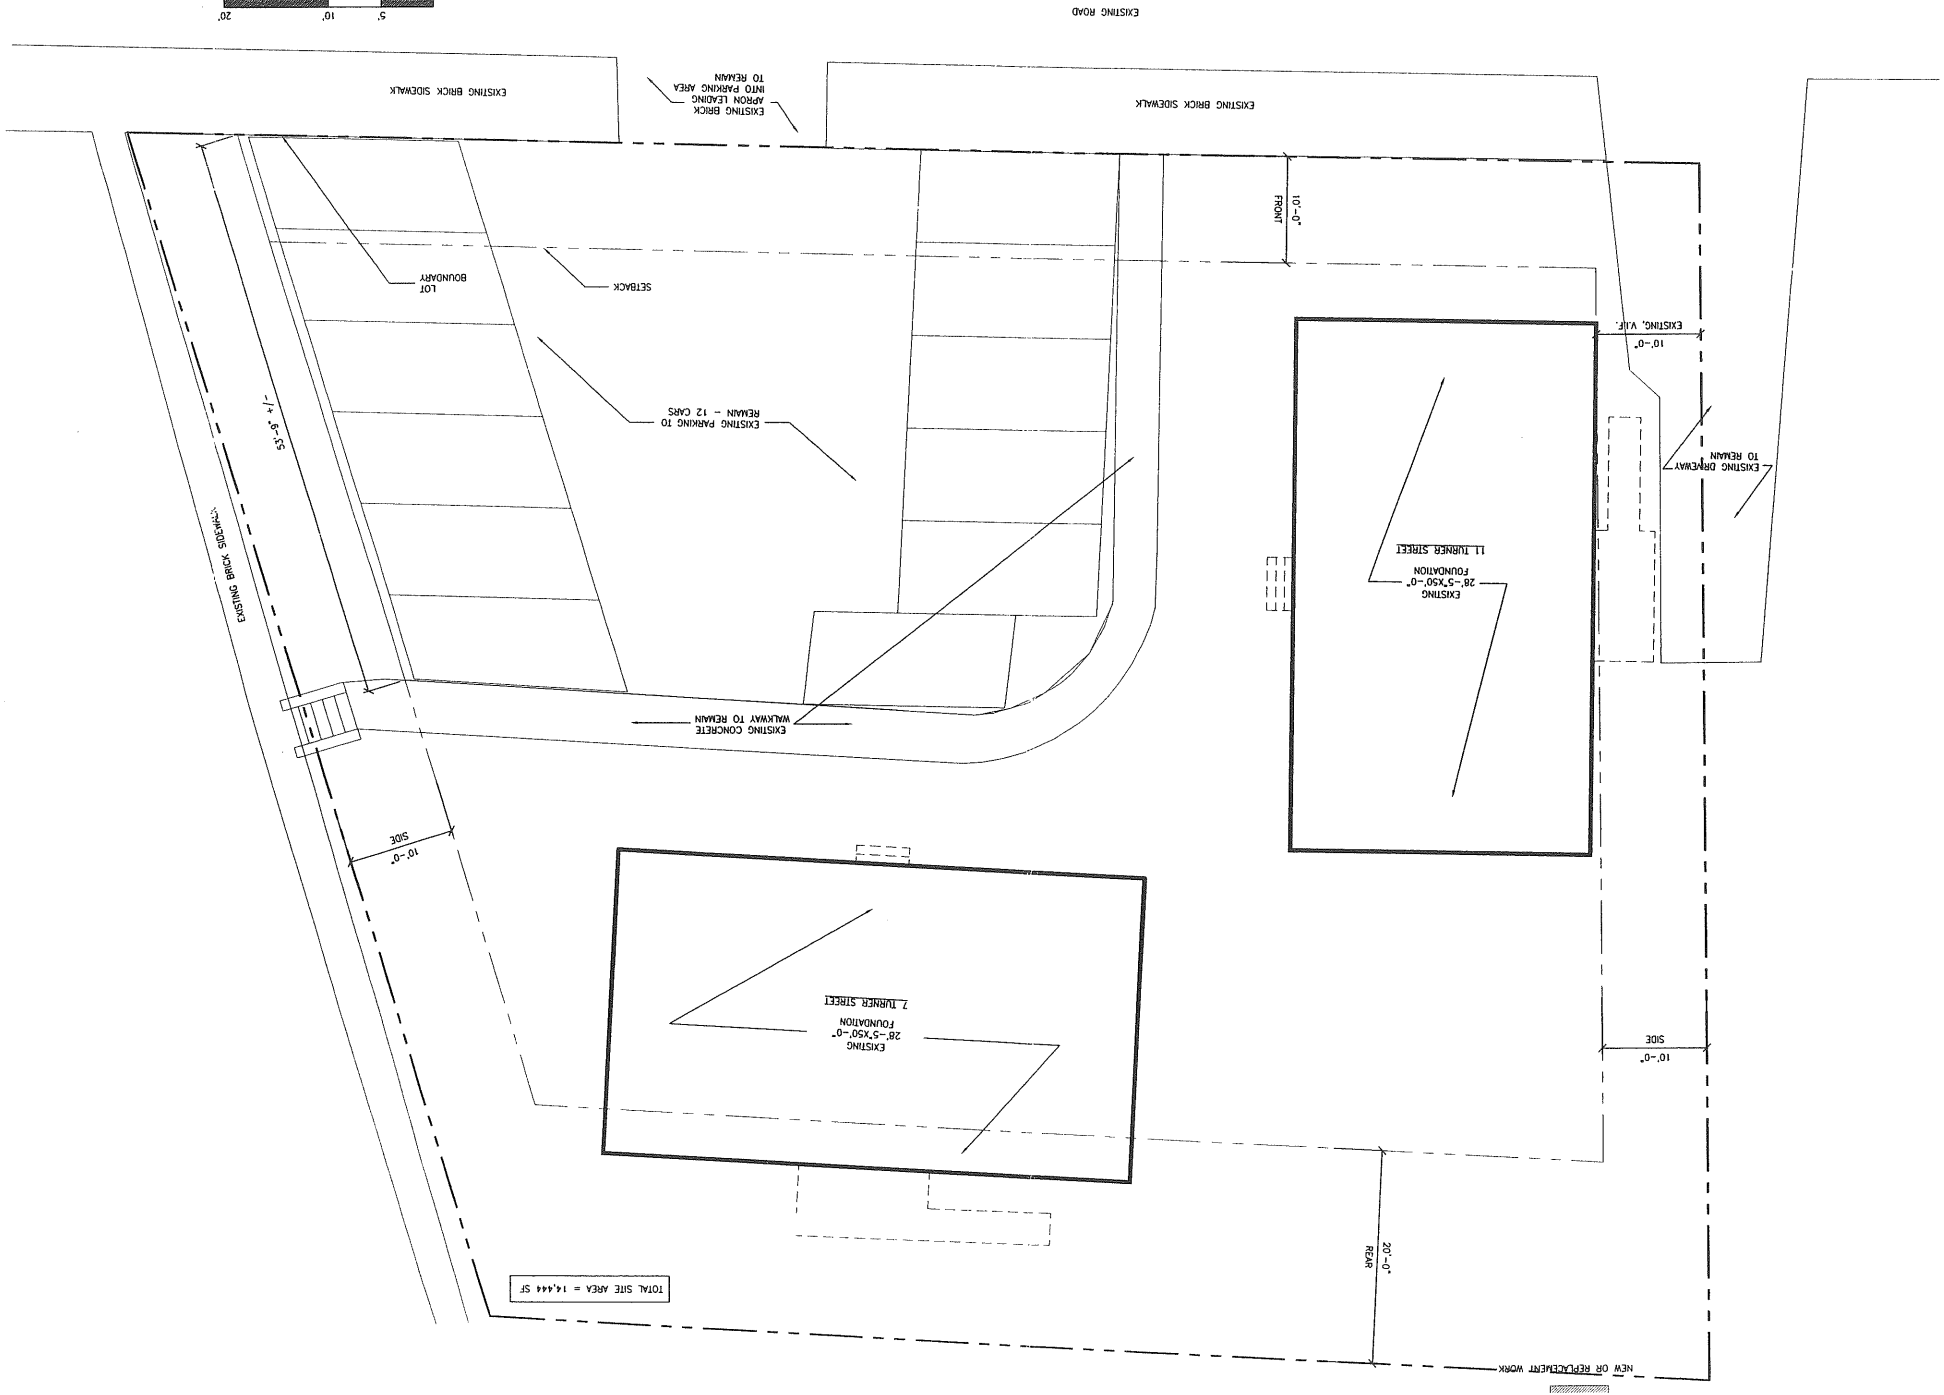 NEW OR REPLACEMENT WORK
TOTAL SITE AREA = 14,444 SF
20'-0"
REAR
10'-0"
SIDE
EXISTING
28'-5"X50'-0"
FOUNDATION
7 TURNER STREET
10'-0"
SIDE
EXISTING CONCRETE
WALKWAY TO REMAIN
EXISTING
28'-5"X50'-0"
FOUNDATION
11 TURNER STREET
EXISTING BRICK SIDEWALK
EXISTING DRIVEWAY
TO REMAIN
53'-9" +/-
EXISTING PARKING TO
REMAIN - 12 CARS
10'-0"
EXISTING, V.I.F.
SETBACK
LOT
BOUNDARY
10'-0"
FRONT
EXISTING BRICK
APRON LEADING
INTO PARKING AREA
TO REMAIN
EXISTING BRICK SIDEWALK
EXISTING BRICK SIDEWALK
EXISTING ROAD
5'
10'
20'